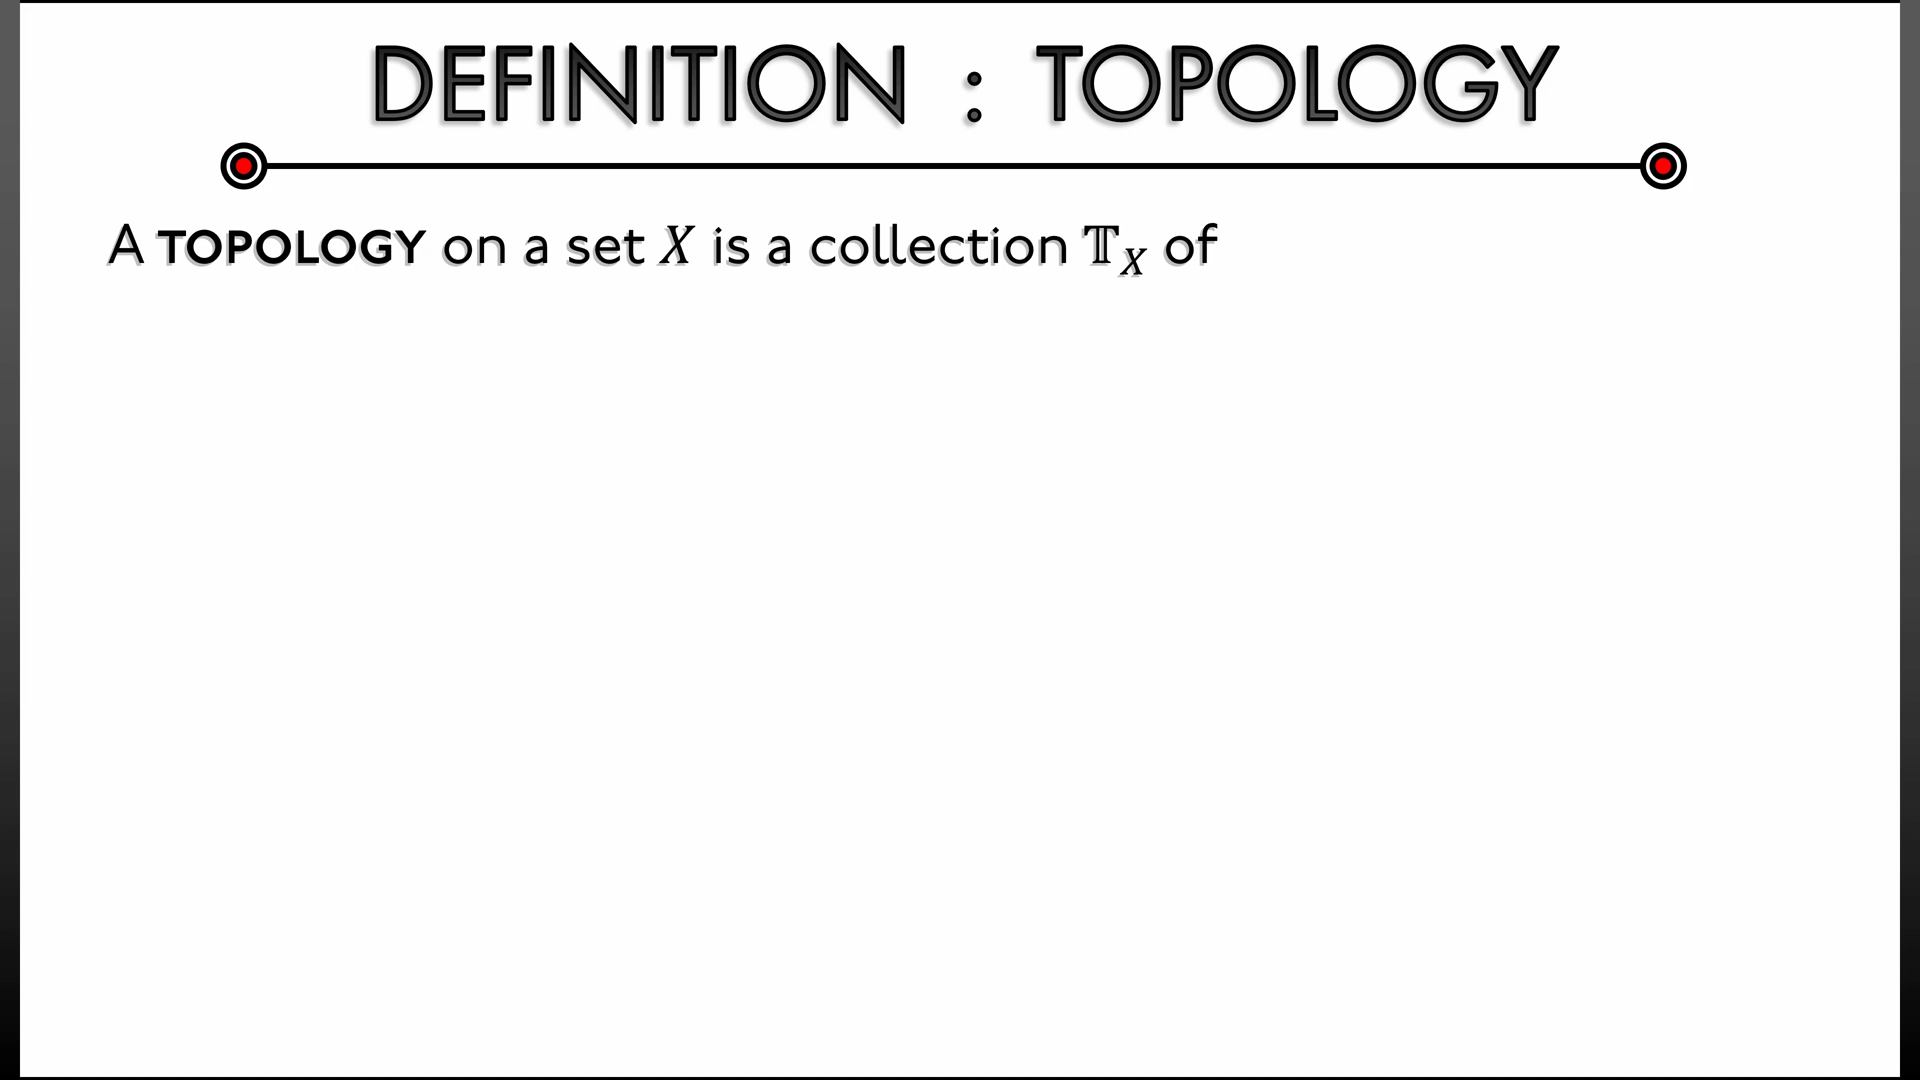 DEFINITION : TOPOLOGY
A TOPOLOGY on a set 𝑋 is a collection 𝕋_𝑋 of